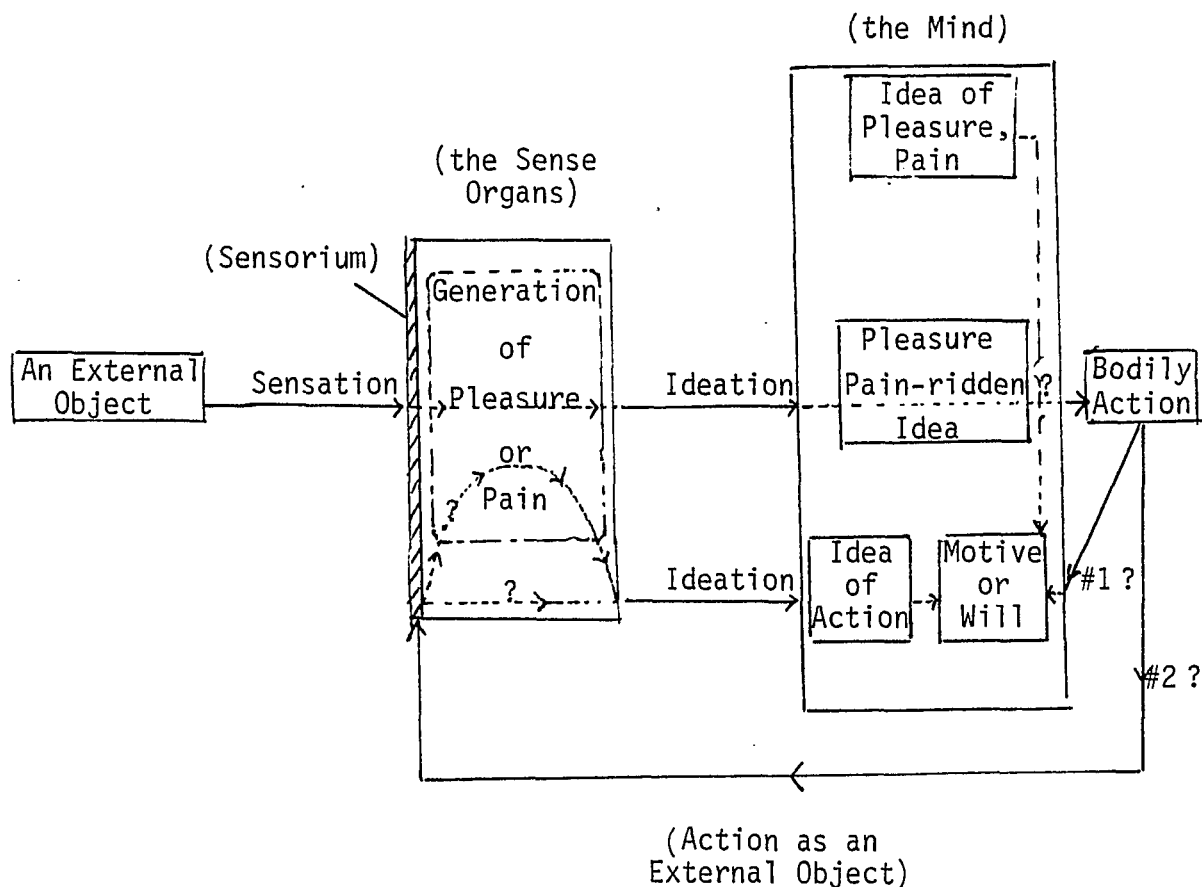 (the Mind)
Idea of
Pleasure,
Pain
(the Sense
Organs)
(Sensorium)
Generation
of
Pleasure
or
Pain
?
?
An External
Object
Sensation
Ideation
Pleasure
Pain-ridden
Idea
?
Bodily
Action
Ideation
Idea
of
Action
Motive
or
Will
#1 ?
#2 ?
(Action as an
External Object)